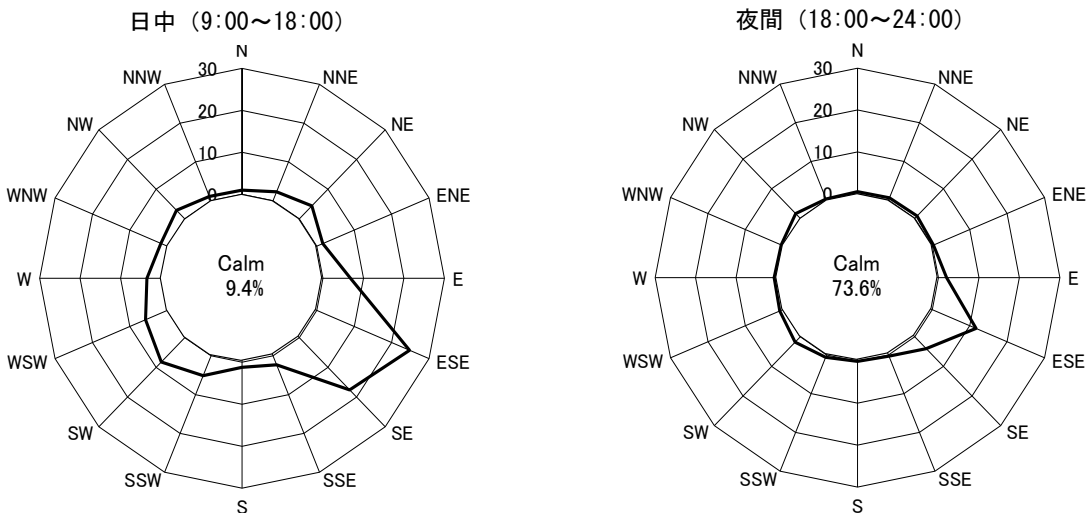 日中 (9:00～18:00)
N
NNE
NE
ENE
E
ESE
SE
SSE
S
SSW
SW
WSW
W
WNW
NW
NNW
30
20
10
0
Calm
9.4%
夜間 (18:00～24:00)
N
NNE
NE
ENE
E
ESE
SE
SSE
S
SSW
SW
WSW
W
WNW
NW
NNW
30
20
10
0
Calm
73.6%